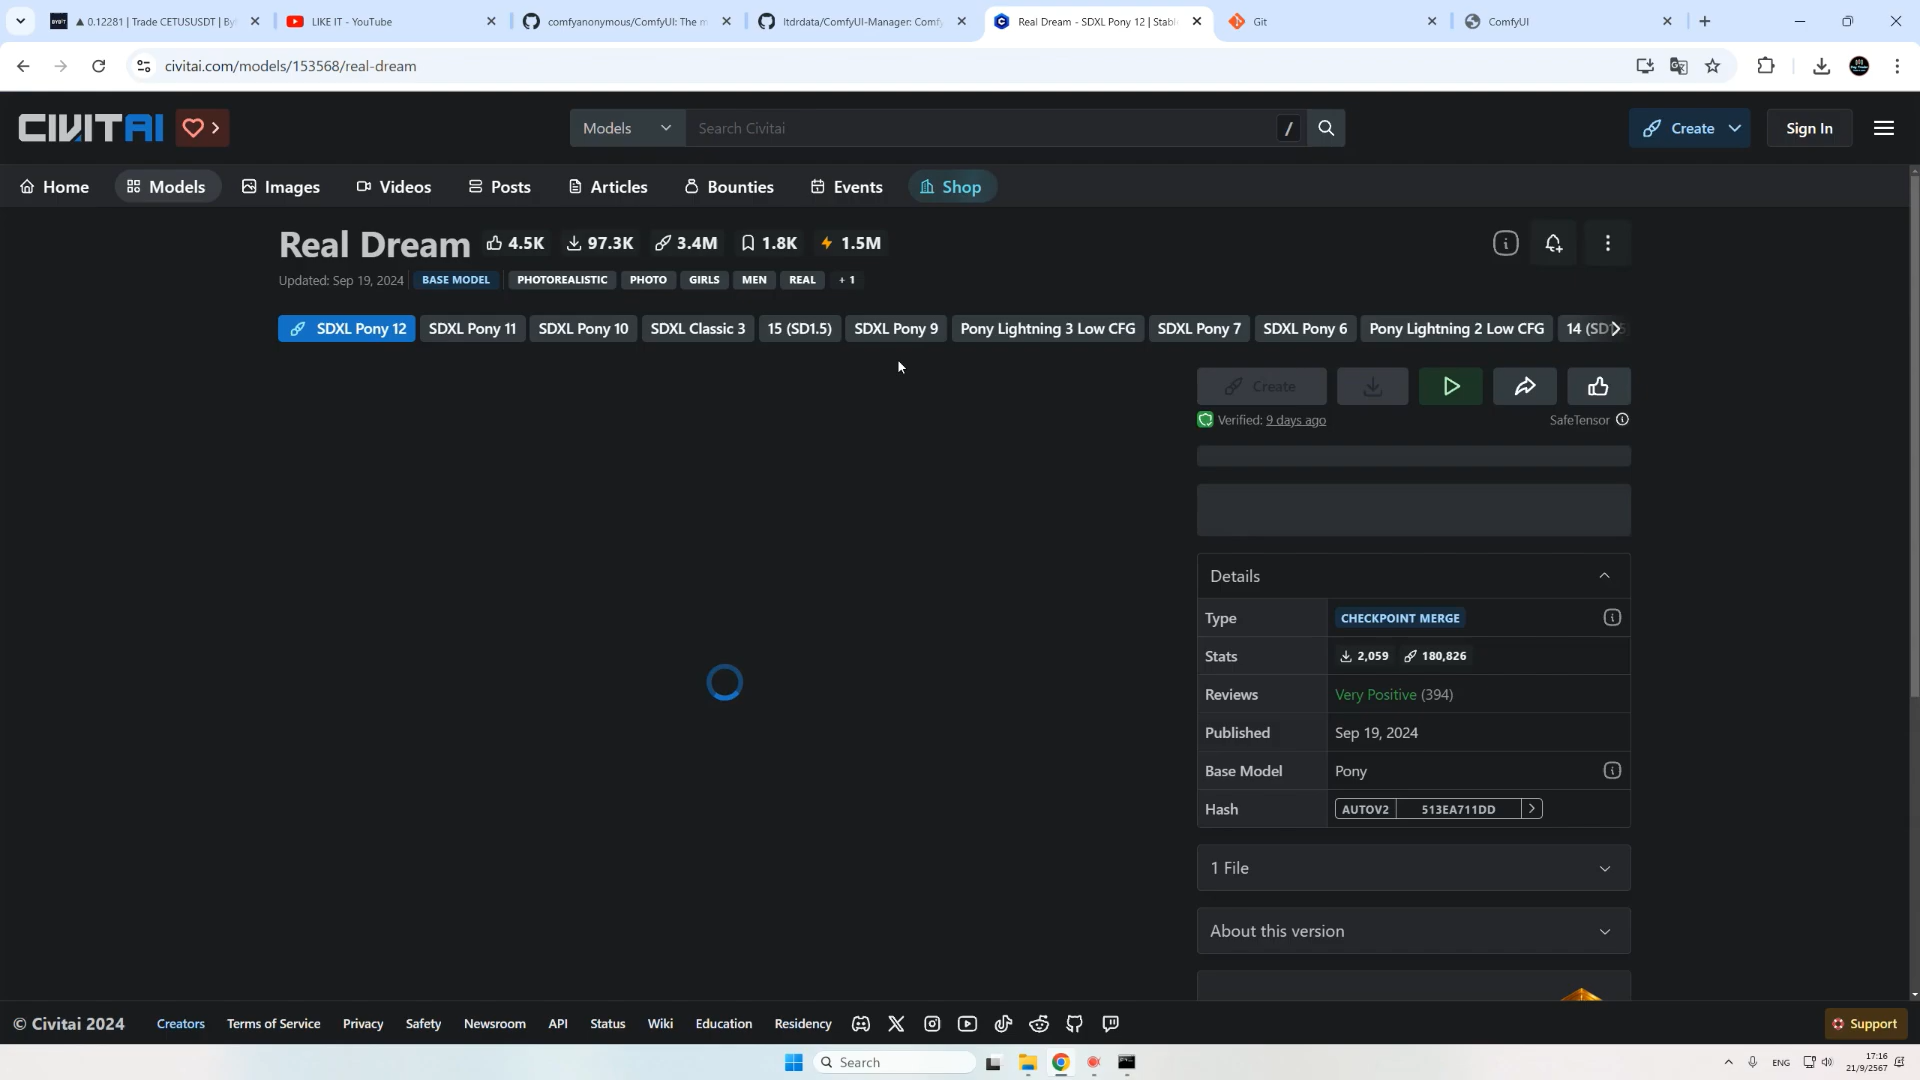 ▲ 0.12281 | Trade CETUSUSDT | By
LIKE IT - YouTube
comfyanonymous/ComfyUI: The m
ltdrdata/ComfyUI-Manager: Comfy
Real Dream - SDXL Pony 12 | Stabl
Git
ComfyUI
civitai.com/models/153568/real-dream
CIVITAI
Models
Search Civitai
/
Create
Sign In
Home
Models
Images
Videos
Posts
Articles
Bounties
Events
Shop
Real Dream
4.5K
97.3K
3.4M
1.8K
1.5M
Updated: Sep 19, 2024
BASE MODEL
PHOTOREALISTIC
PHOTO
GIRLS
MEN
REAL
+ 1
SDXL Pony 12
SDXL Pony 11
SDXL Pony 10
SDXL Classic 3
15 (SD1.5)
SDXL Pony 9
Pony Lightning 3 Low CFG
SDXL Pony 7
SDXL Pony 6
Pony Lightning 2 Low CFG
14 (SD1.5
Create
Verified: 9 days ago
SafeTensor
Details
Type
CHECKPOINT MERGE
Stats
2,059
180,826
Reviews
Very Positive (394)
Published
Sep 19, 2024
Base Model
Pony
Hash
AUTOV2
513EA711DD
1 File
About this version
© Civitai 2024
Creators
Terms of Service
Privacy
Safety
Newsroom
API
Status
Wiki
Education
Residency
Support
Search
ENG
17:16
21/9/2567